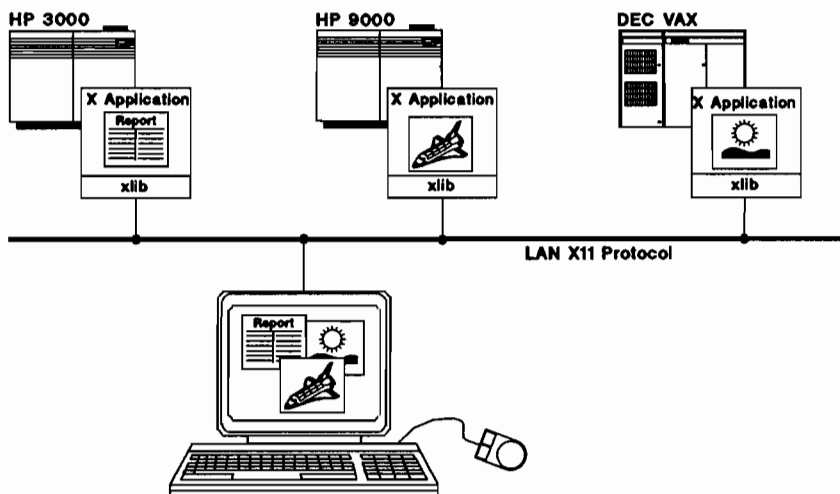 HP 3000
HP 9000
DEC VAX
X Application
Report
xlib
X Application
xlib
X Application
xlib
LAN X11 Protocol
Report